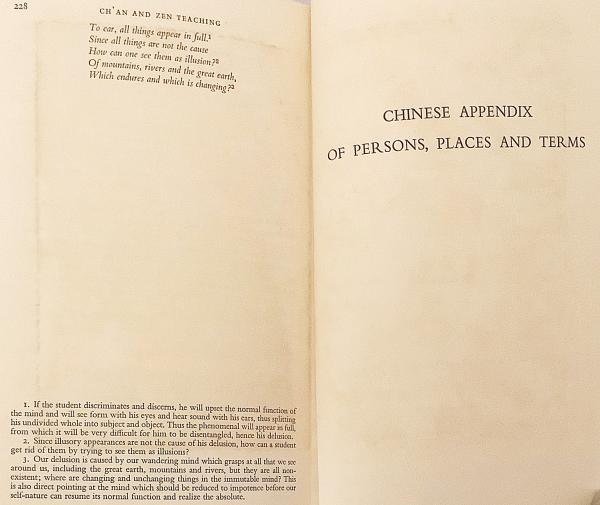 228
CH'AN AND ZEN TEACHING
To ear, all things appear in full.1
Since all things are not the cause
How can one see them as illusion?2
Of mountains, rivers and the great earth,
Which endures and which is changing?2
1. If the student discriminates and discerns, he will upset the normal function of
the mind and will see form with his eyes and hear sound with his ears, thus splitting
his undivided whole into subject and object. Thus the phenomenal will appear in full,
from which it will be very difficult for him to be disentangled, hence his delusion.
2. Since illusory appearances are not the cause of his delusion, how can a student
get rid of them by trying to see them as illusions?
3. Our delusion is caused by our wandering mind which grasps at all that we see
around us, including the great earth, mountains and rivers, but they are all non-
existent; where are changing and unchanging things in the immutable mind? This
is also direct pointing at the mind which should be reduced to impotence before our
self-nature can resume its normal function and realize the absolute.
CHINESE APPENDIX
OF PERSONS, PLACES AND TERMS